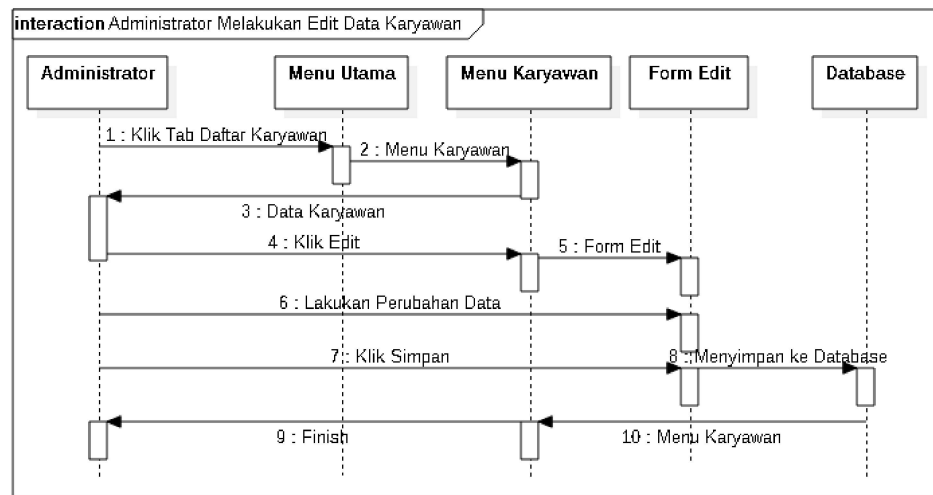 interaction Administrator Melakukan Edit Data Karyawan
Administrator
Menu Utama
Menu Karyawan
Form Edit
Database
1 : Klik Tab Daftar Karyawan
2 : Menu Karyawan
3 : Data Karyawan
4 : Klik Edit
5 : Form Edit
6 : Lakukan Perubahan Data
7 : Klik Simpan
8 : Menyimpan ke Database
9 : Finish
10 : Menu Karyawan